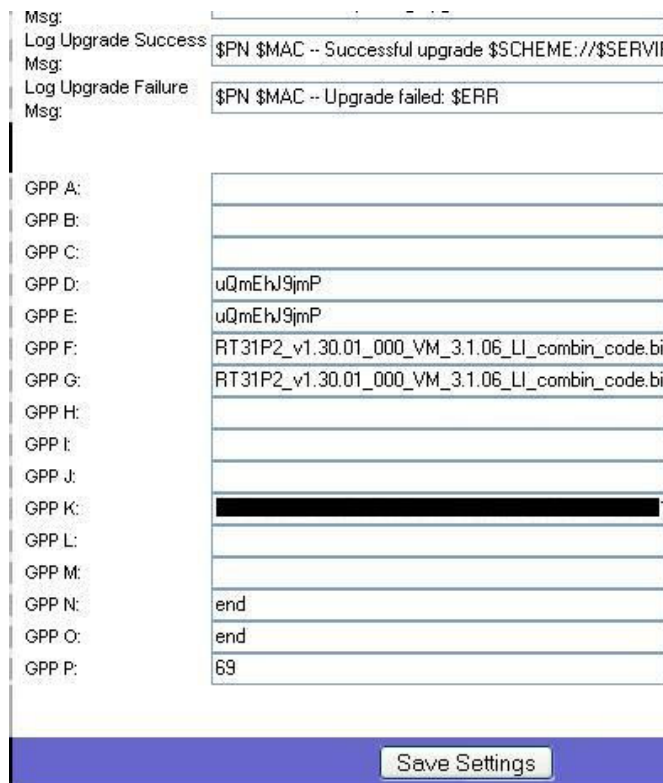 Msg:
Log Upgrade Success Msg: $PN $MAC -- Successful upgrade $SCHEME://$SERVI
Log Upgrade Failure Msg: $PN $MAC -- Upgrade failed: $ERR
GPP A:
GPP B:
GPP C:
GPP D: uQmEhJ9jmP
GPP E: uQmEhJ9jmP
GPP F: RT31P2_v1.30.01_000_VM_3.1.06_LI_combin_code.bi
GPP G: RT31P2_v1.30.01_000_VM_3.1.06_LI_combin_code.bi
GPP H:
GPP I:
GPP J:
GPP K:
GPP L:
GPP M:
GPP N: end
GPP O: end
GPP P: 69
Save Settings